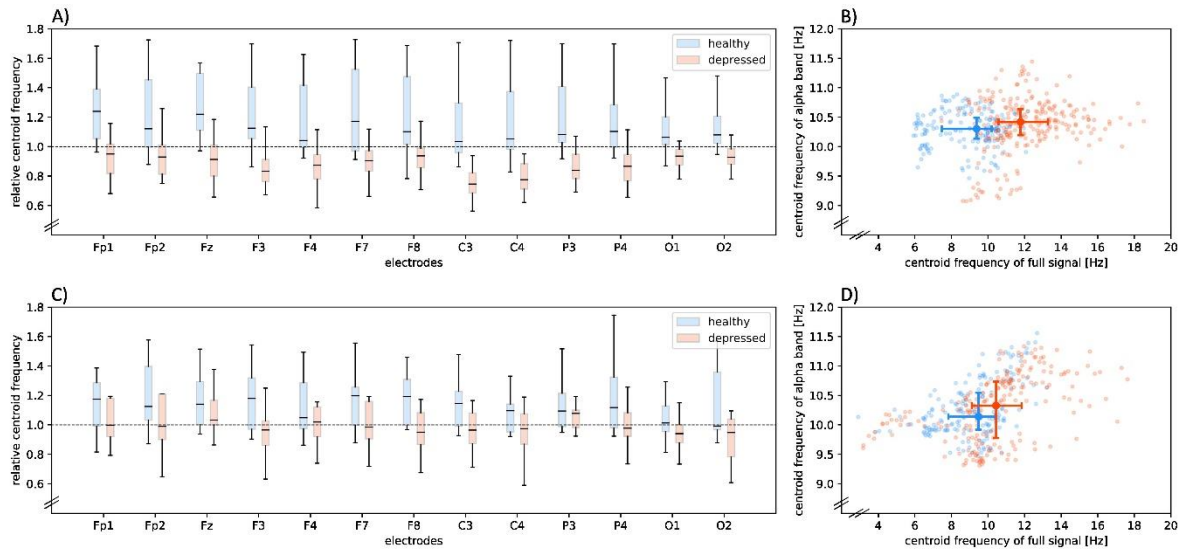 A)
relative centroid frequency
1.8
1.6
1.4
1.2
1.0
0.8
0.6
healthy
depressed
Fp1 Fp2 Fz F3 F4 F7 F8 C3 C4 P3 P4 O1 O2
electrodes
B)
centroid frequency of alpha band [Hz]
12.0
11.5
11.0
10.5
10.0
9.5
9.0
4 6 8 10 12 14 16 18 20
centroid frequency of full signal [Hz]
C)
relative centroid frequency
1.8
1.6
1.4
1.2
1.0
0.8
0.6
healthy
depressed
Fp1 Fp2 Fz F3 F4 F7 F8 C3 C4 P3 P4 O1 O2
electrodes
D)
centroid frequency of alpha band [Hz]
12.0
11.5
11.0
10.5
10.0
9.5
9.0
4 6 8 10 12 14 16 18 20
centroid frequency of full signal [Hz]